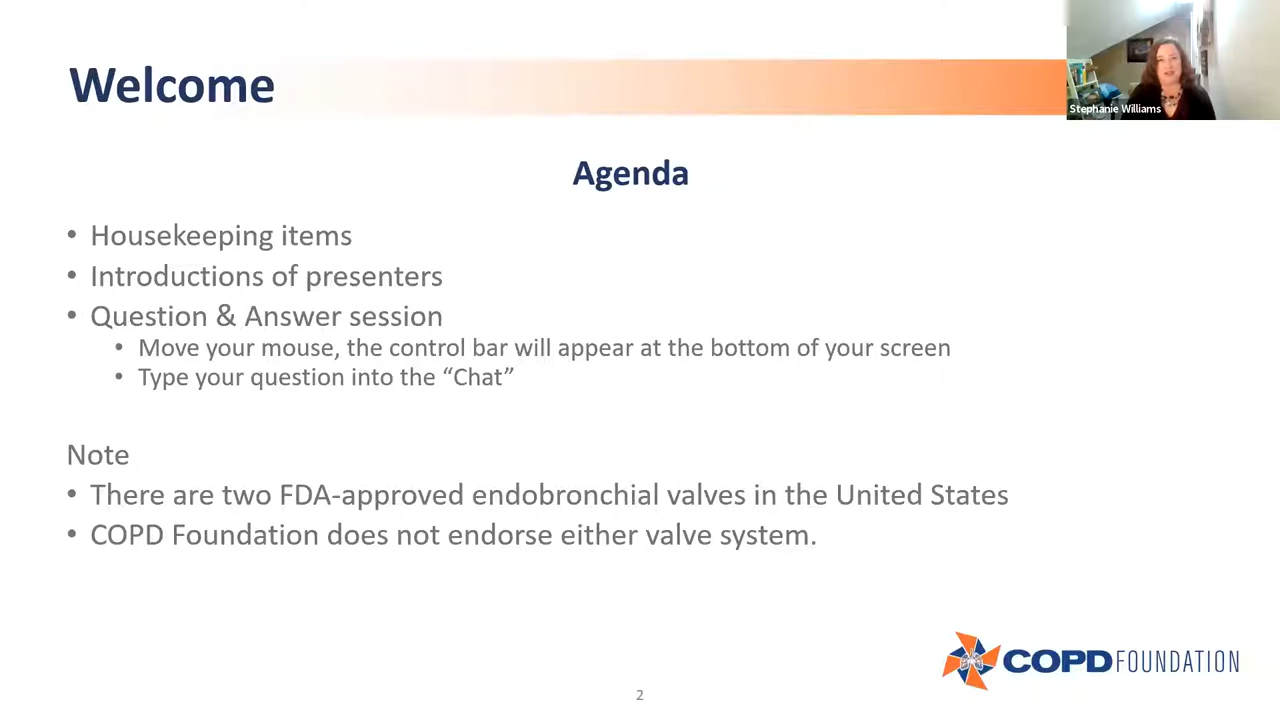 Welcome
Stephanie Williams
Agenda
• Housekeeping items
• Introductions of presenters
• Question & Answer session
• Move your mouse, the control bar will appear at the bottom of your screen
• Type your question into the “Chat”
Note
• There are two FDA-approved endobronchial valves in the United States
• COPD Foundation does not endorse either valve system.
COPD FOUNDATION
2